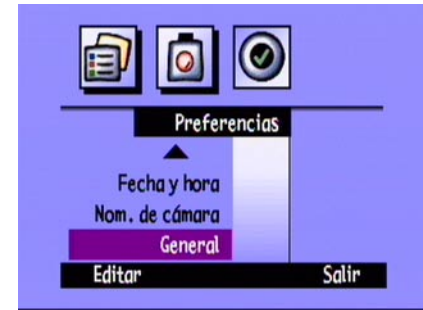 Preferencias
Fecha y hora
Nom. de cámara
General
Editar Salir